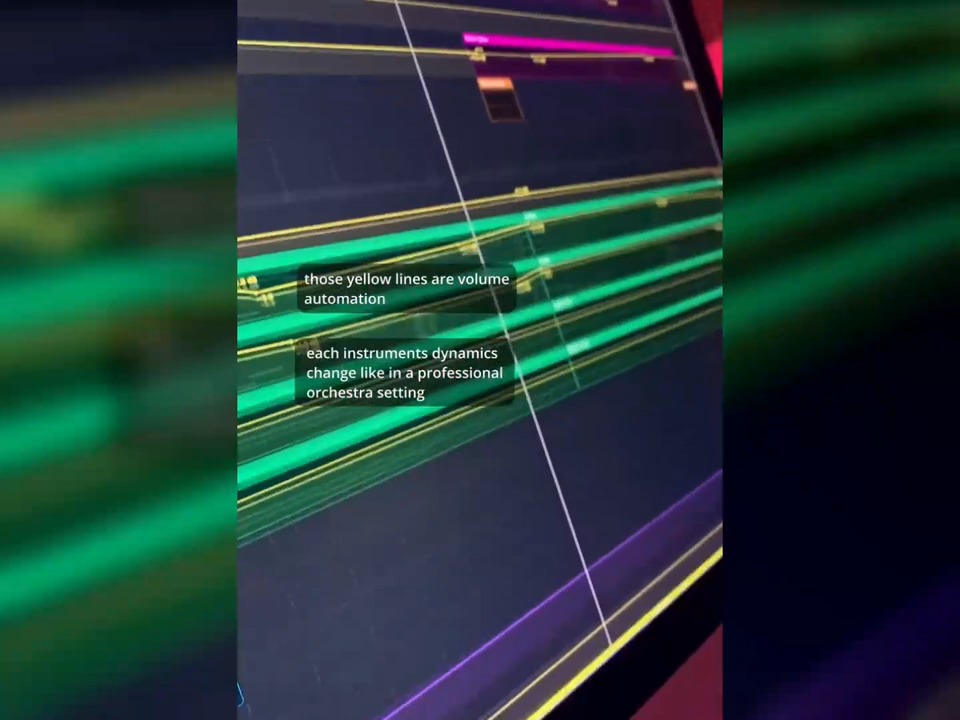 those yellow lines are volume
automation
each instruments dynamics
change like in a professional
orchestra setting